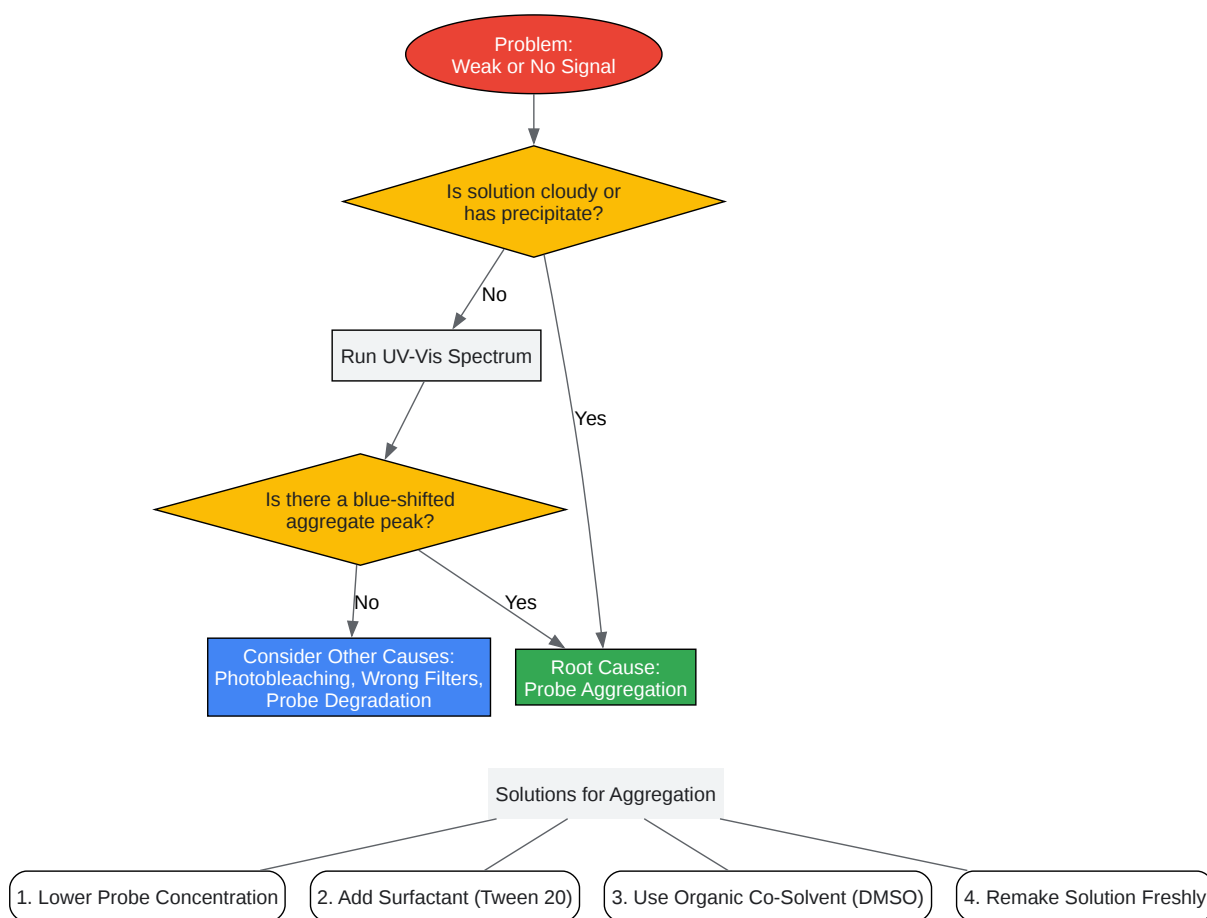 Problem:
Weak or No Signal
Is solution cloudy or
has precipitate?
No
Run UV-Vis Spectrum
Yes
Is there a blue-shifted
aggregate peak?
No
Yes
Consider Other Causes:
Photobleaching, Wrong Filters,
Probe Degradation
Root Cause:
Probe Aggregation
Solutions for Aggregation
1. Lower Probe Concentration
2. Add Surfactant (Tween 20)
3. Use Organic Co-Solvent (DMSO)
4. Remake Solution Freshly